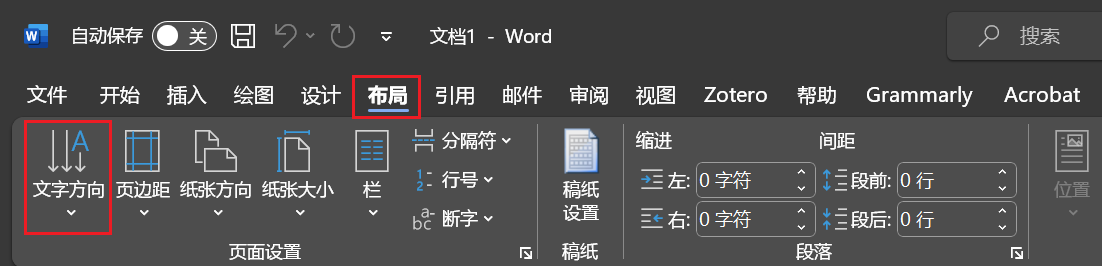 自动保存 关 文档1 - Word 搜索
文件 开始 插入 绘图 设计 布局 引用 邮件 审阅 视图 Zotero 帮助 Grammarly Acrobat
文字方向 页边距 纸张方向 纸张大小 栏
分隔符
行号
断字
页面设置
稿纸
设置
稿纸
缩进 间距
左: 0 字符 段前: 0 行
右: 0 字符 段后: 0 行
段落
位置